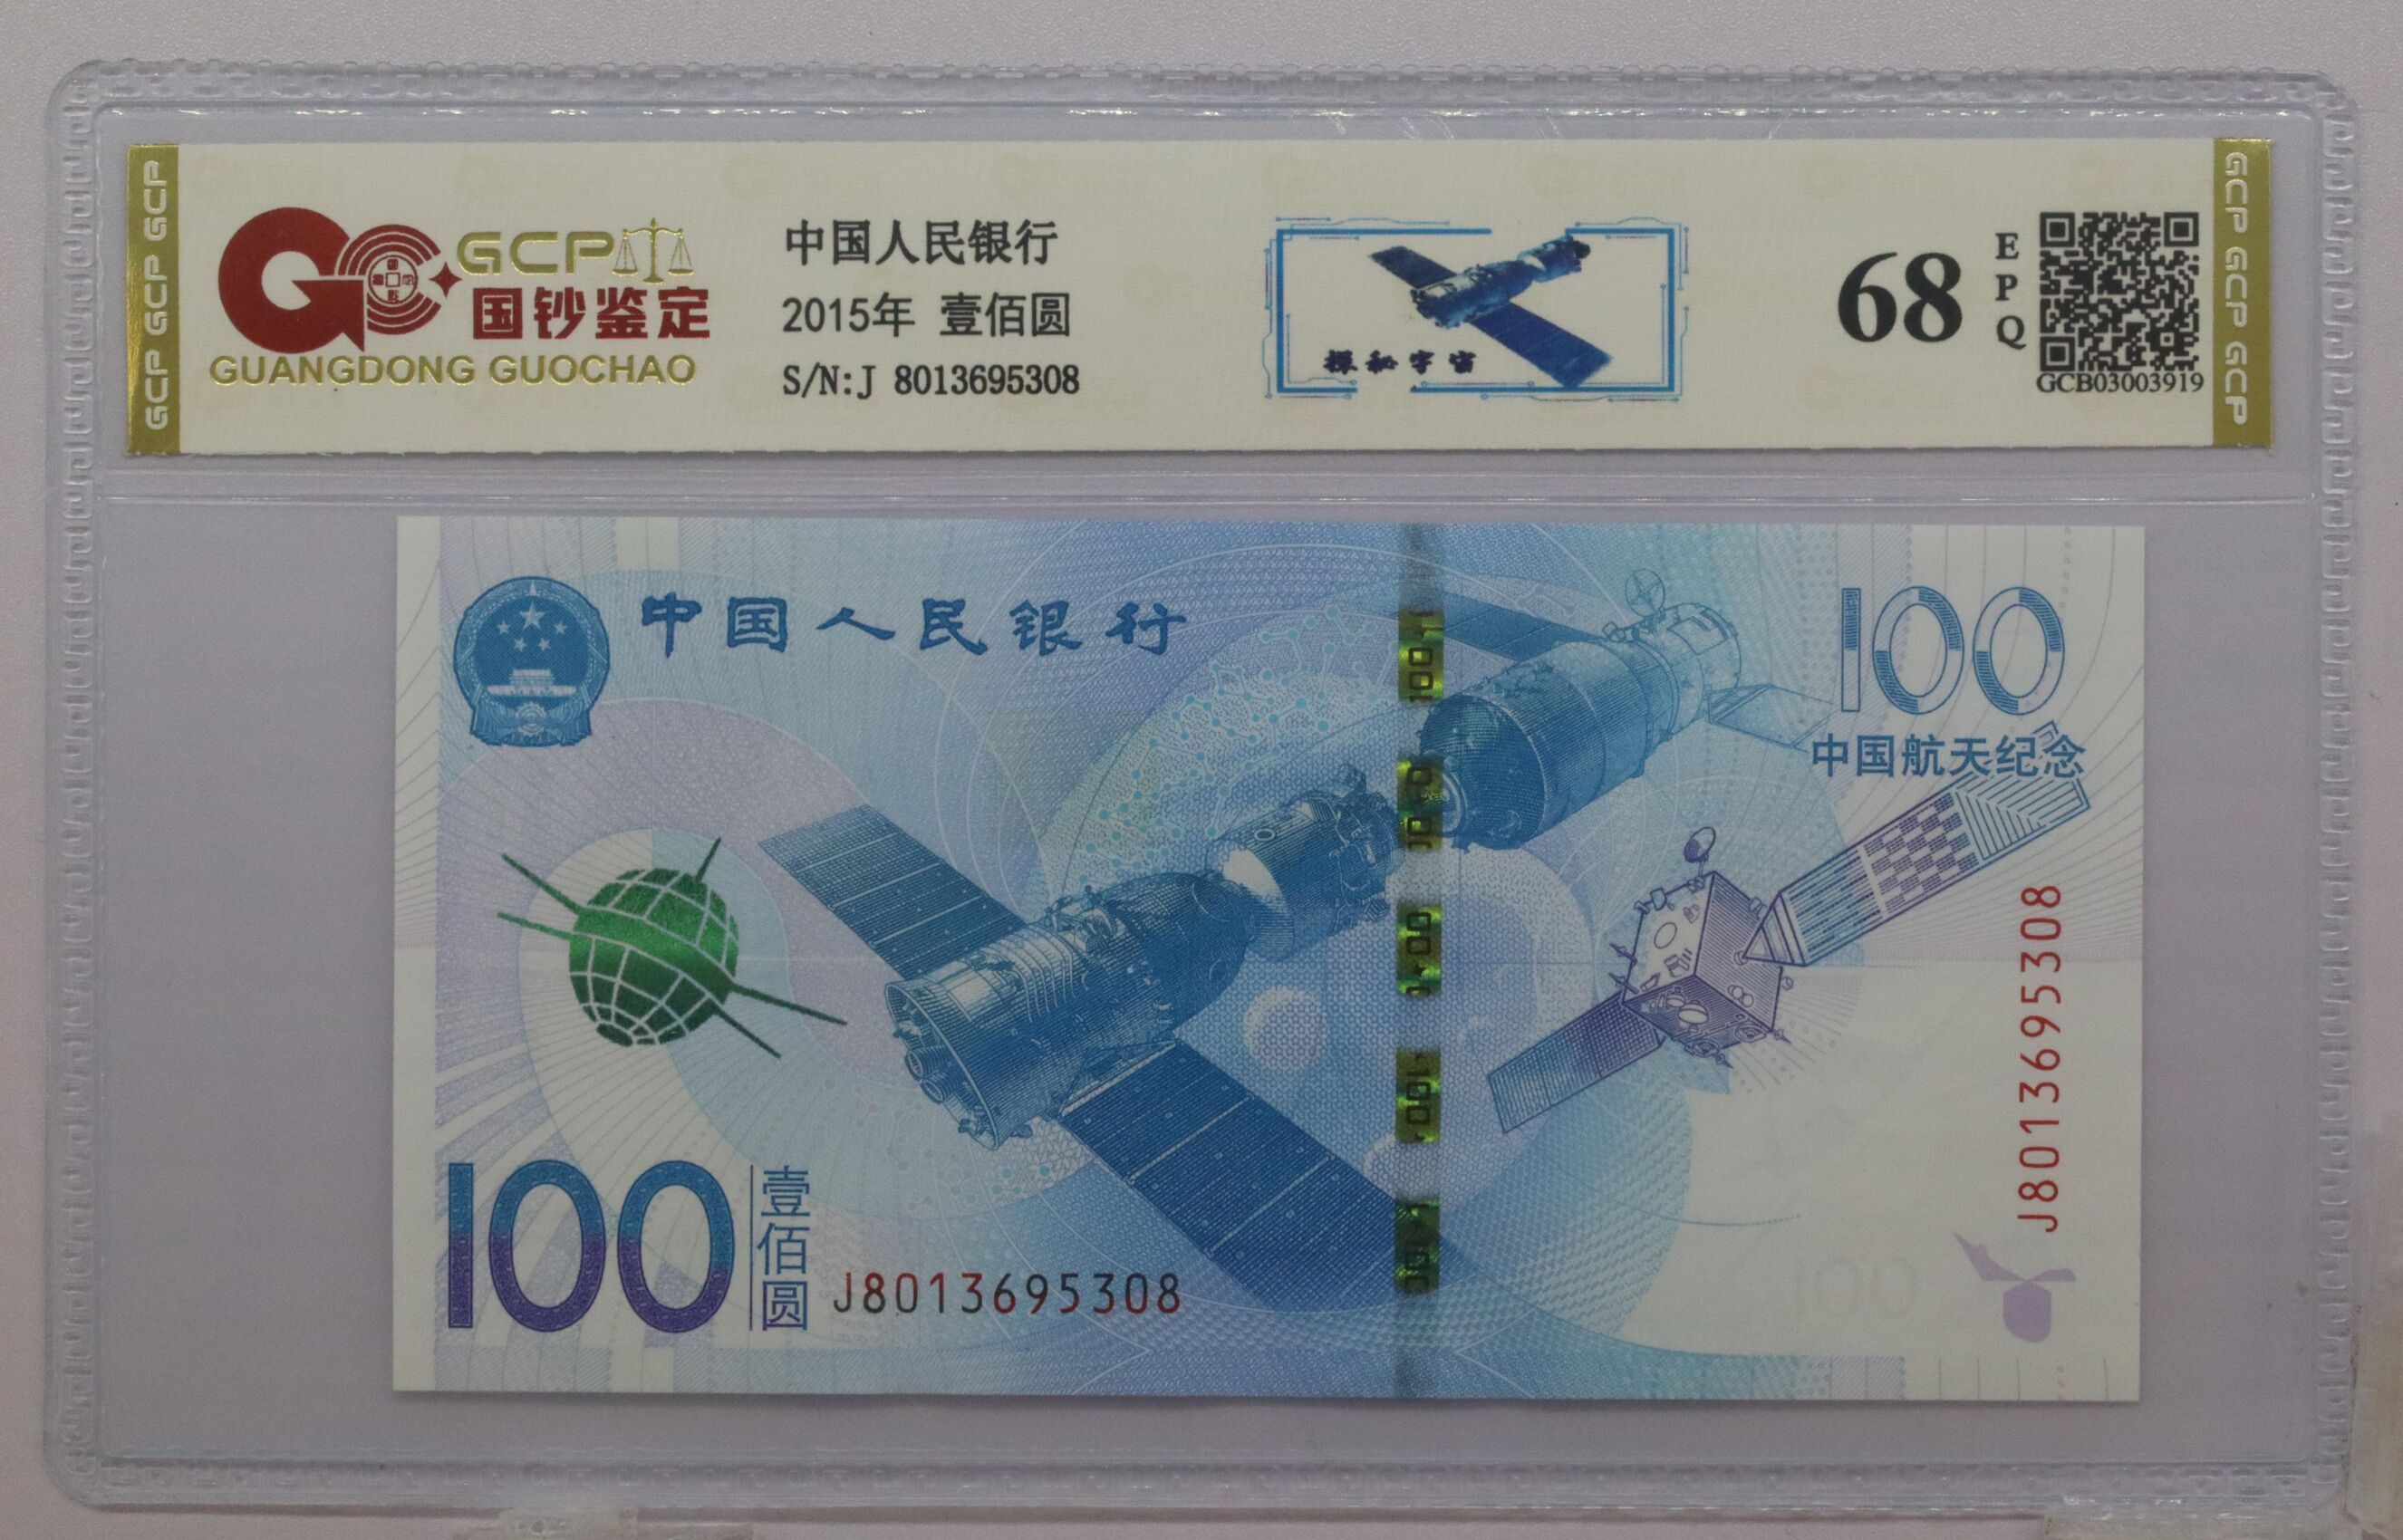 GCP GCP GCP
GCP
国钞鉴定
GUANGDONG GUOCHAO
中国人民银行
2015年 壹佰圆
S/N:J 8013695308
探秘宇宙
68
EPQ
GCB03003919
GCP GCP GCP
中国人民银行
100
中国航天纪念
100
壹佰圆
J8013695308
J8013695308
100